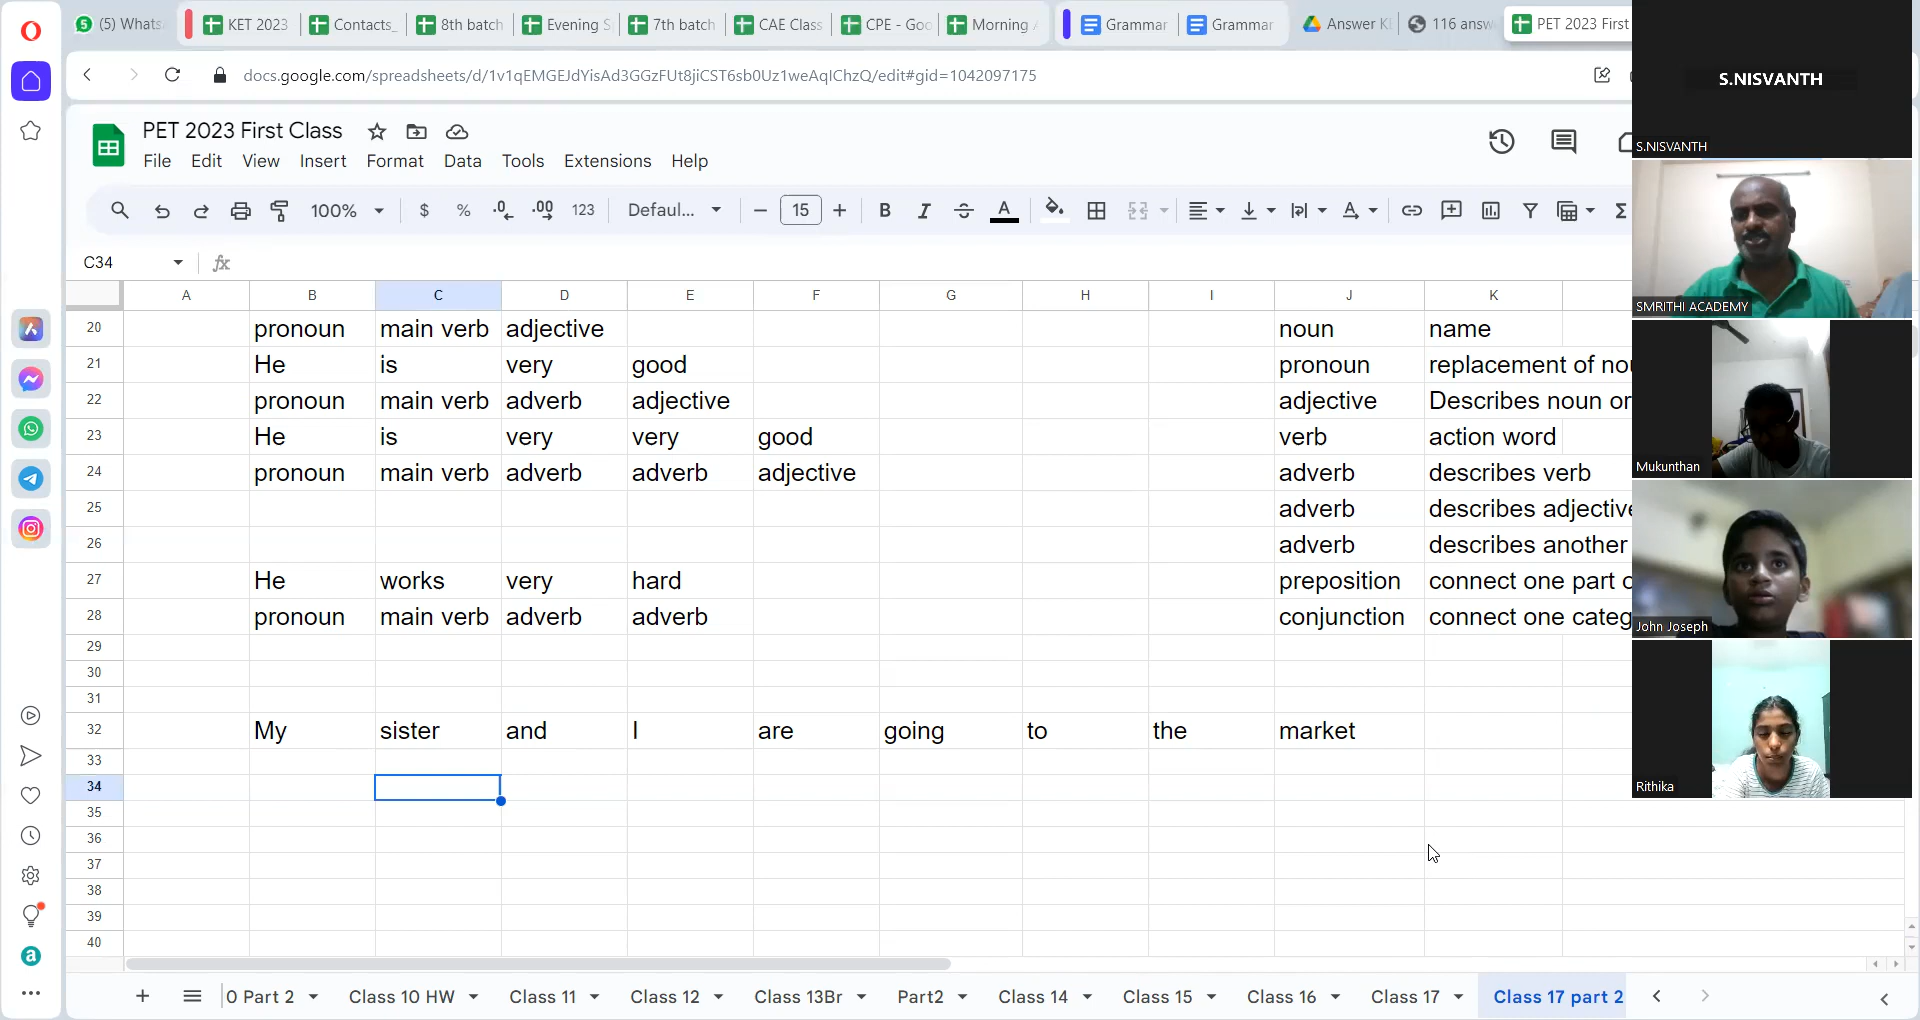 (5) Whats
KET 2023
Contacts_
8th batch
Evening S
7th batch
CAE Class
CPE - Goo
Morning A
Grammar
Grammar
Answer K
116 answ
PET 2023 First
docs.google.com/spreadsheets/d/1v1qEMGEJdYisAd3GGzFUt8jiCST6sb0Uz1weAqIChzQ/edit#gid=1042097175
PET 2023 First Class
File Edit View Insert Format Data Tools Extensions Help
100% $ % .0 .00 123 Defaul... 15 B I A Σ
C34 fx
A B C D E F G H I J K
20 pronoun main verb adjective noun name
21 He is very good pronoun replacement of nou
22 pronoun main verb adverb adjective adjective Describes noun or
23 He is very very good verb action word
24 pronoun main verb adverb adverb adjective adverb describes verb
25 adverb describes adjective
26 adverb describes another
27 He works very hard preposition connect one part o
28 pronoun main verb adverb adverb conjunction connect one categ
29
30
31
32 My sister and I are going to the market
33
34
35
36
37
38
39
40
0 Part 2 Class 10 HW Class 11 Class 12 Class 13Br Part2 Class 14 Class 15 Class 16 Class 17 Class 17 part 2
S.NISVANTH
S.NISVANTH
SMRITHI ACADEMY
Mukunthan
John Joseph
Rithika